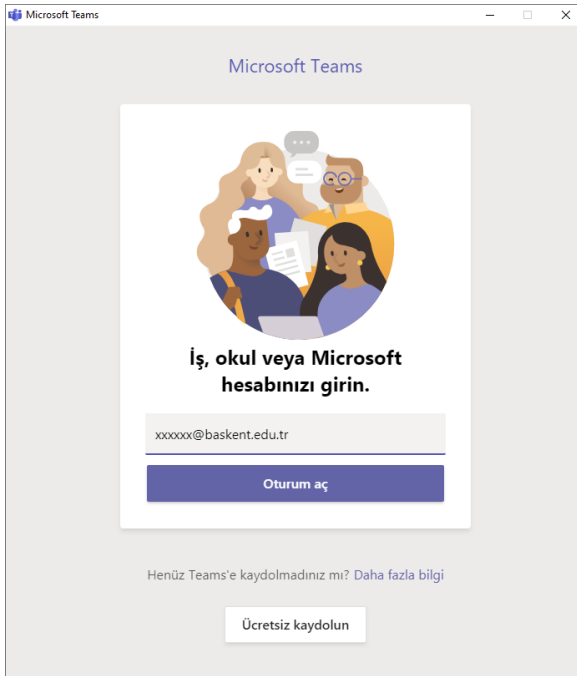 Microsoft Teams
Microsoft Teams
İş, okul veya Microsoft
hesabınızı girin.
xxxxxx@baskent.edu.tr
Oturum aç
Henüz Teams'e kaydolmadınız mı? Daha fazla bilgi
Ücretsiz kaydolun